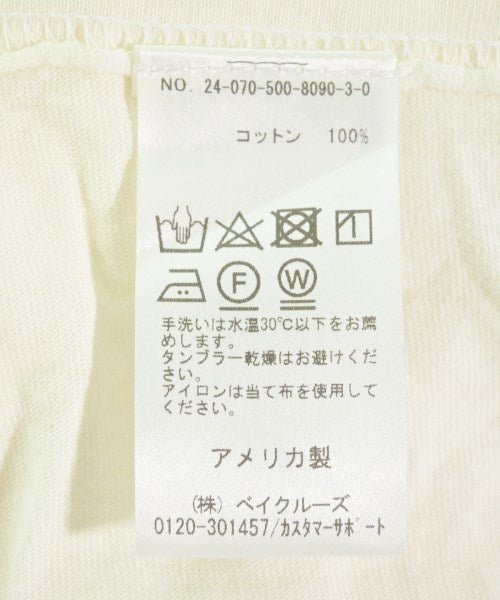 NO. 24-070-500-8090-3-0
コットン 100%
F
W
手洗いは水温30℃以下をお薦
めします。
タンブラー乾燥はお避けくだ
さい。
アイロンは当て布を使用して
ください。
アメリカ製
(株) ベイクルーズ
0120-301457/ｶｽﾀﾏｰｻﾎﾟｰﾄ